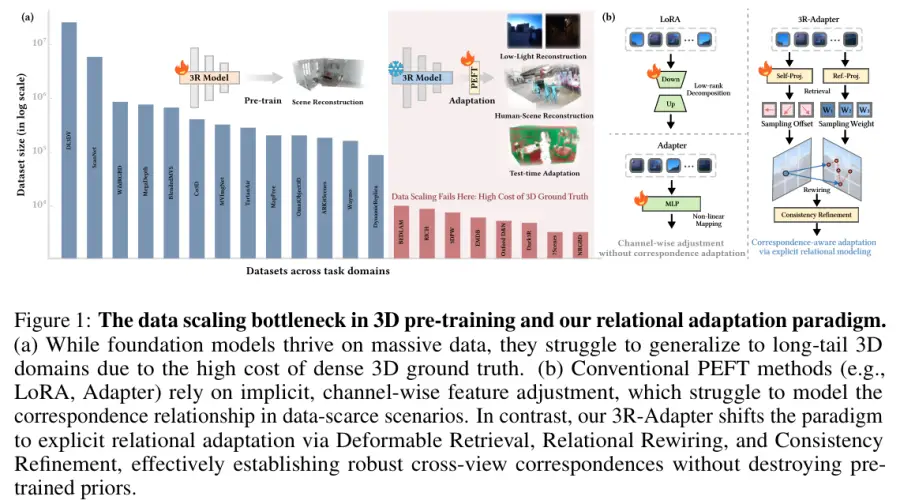 (a)
Dataset size (in log scale)
10⁷
10⁶
10⁵
10⁴
DL3DV
ScanNet
WildRGBD
MegaDepth
BlendedMVS
Co3D
MVImgNet
TartanAir
MapFree
OmniObject3D
ARKitScenes
Waymo
DynamicReplica
3R Model
Pre-train
Scene Reconstruction
3R Model
PEFT
Adaptation
Low-Light Reconstruction
Human-Scene Reconstruction
Test-time Adaptation
Data Scaling Fails Here: High Cost of 3D Ground Truth
BEDLAM
RICH
3DPW
EMDB
Oxford D&N
Dark3R
7Scenes
NRGBD
Datasets across task domains
(b)
LoRA
Down
Up
Low-rank
Decomposition
Adapter
MLP
Non-linear
Mapping
Channel-wise adjustment
without correspondence adaptation
3R-Adapter
Self-Proj.
Ref.-Proj.
Retrieval
W₁
W₂
W₃
Sampling Offset
Sampling Weight
Rewiring
Consistency Refinement
Correspondence-aware adaptation
via explicit relational modeling
Figure 1: The data scaling bottleneck in 3D pre-training and our relational adaptation paradigm.
(a) While foundation models thrive on massive data, they struggle to generalize to long-tail 3D
domains due to the high cost of dense 3D ground truth. (b) Conventional PEFT methods (e.g.,
LoRA, Adapter) rely on implicit, channel-wise feature adjustment, which struggle to model the
correspondence relationship in data-scarce scenarios. In contrast, our 3R-Adapter shifts the paradigm
to explicit relational adaptation via Deformable Retrieval, Relational Rewiring, and Consistency
Refinement, effectively establishing robust cross-view correspondences without destroying pre-
trained priors.